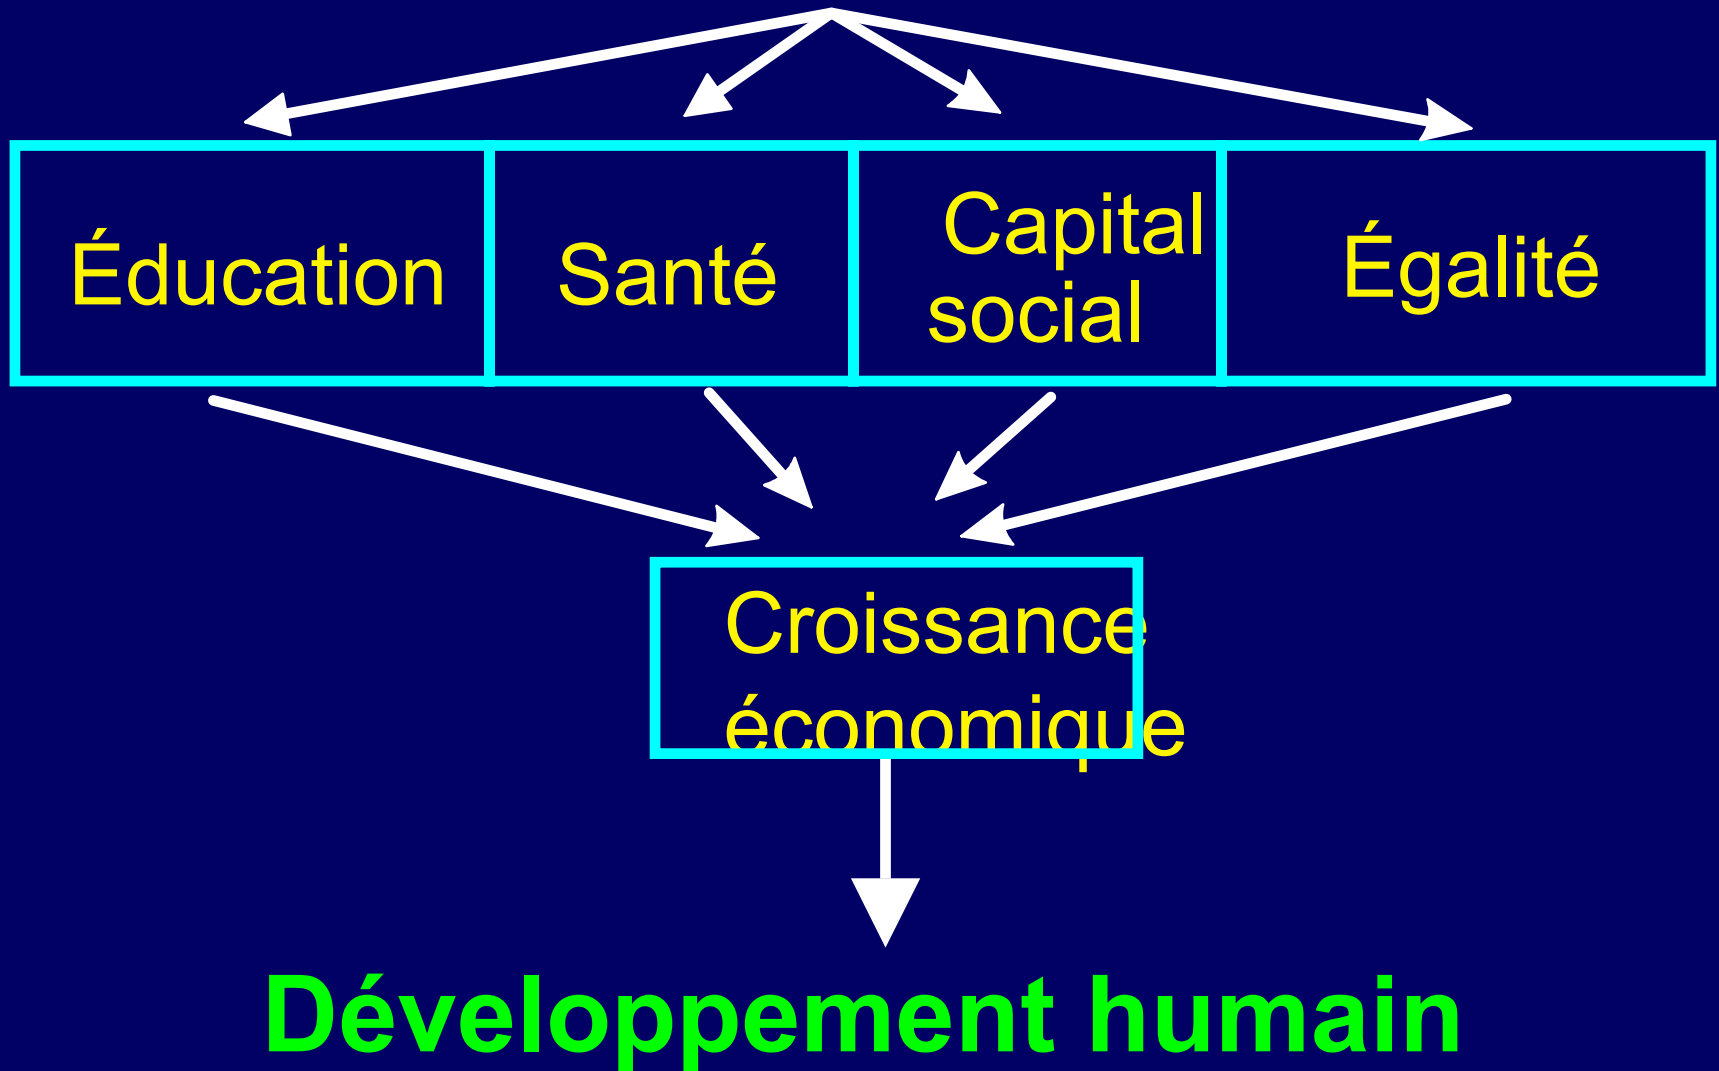 Éducation
Santé
Capital
social
Égalité
Croissance
économique
Développement humain